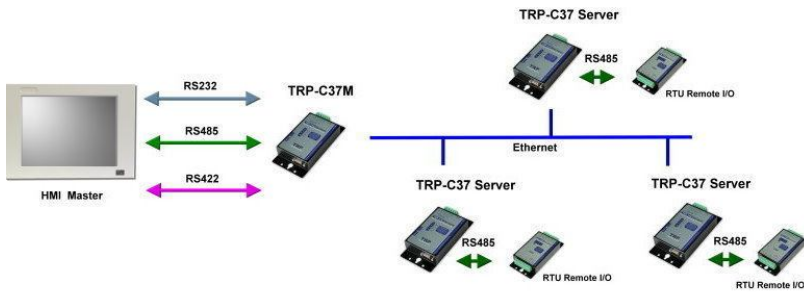 TRP-C37 Server
RS485
RTU Remote I/O
RS232
TRP-C37M
RS485
RS422
HMI Master
Ethernet
TRP-C37 Server
RS485
RTU Remote I/O
TRP-C37 Server
RS485
RTU Remote I/O